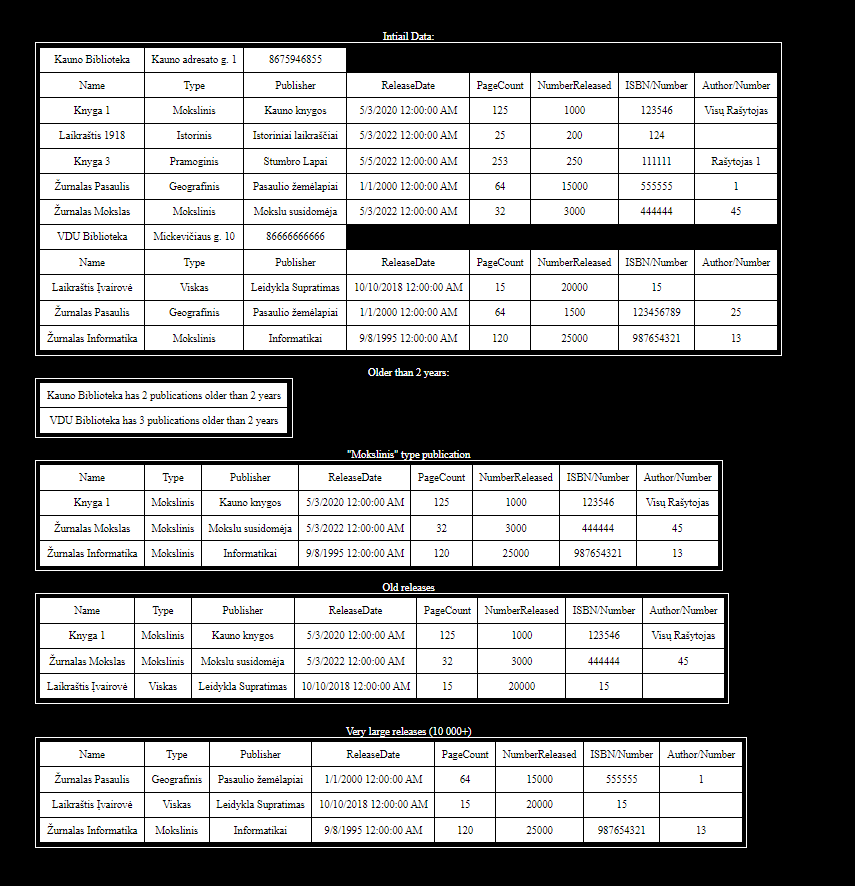 Intiail Data:
Kauno Biblioteka Kauno adresato g. 1 8675946855
Name Type Publisher ReleaseDate PageCount NumberReleased ISBN/Number Author/Number
Knyga 1 Mokslinis Kauno knygos 5/3/2020 12:00:00 AM 125 1000 123546 Visų Rašytojas
Laikraštis 1918 Istorinis Istoriniai laikraščiai 5/3/2022 12:00:00 AM 25 200 124
Knyga 3 Pramoginis Stumbro Lapai 5/5/2022 12:00:00 AM 253 250 111111 Rašytojas 1
Žurnalas Pasaulis Geografinis Pasaulio žemėlapiai 1/1/2000 12:00:00 AM 64 15000 555555 1
Žurnalas Mokslas Mokslinis Mokslu susidomėja 5/3/2022 12:00:00 AM 32 3000 444444 45
VDU Biblioteka Mickevičiaus g. 10 86666666666
Name Type Publisher ReleaseDate PageCount NumberReleased ISBN/Number Author/Number
Laikraštis Įvairovė Viskas Leidykla Supratimas 10/10/2018 12:00:00 AM 15 20000 15
Žurnalas Pasaulis Geografinis Pasaulio žemėlapiai 1/1/2000 12:00:00 AM 64 1500 123456789 25
Žurnalas Informatika Mokslinis Informatikai 9/8/1995 12:00:00 AM 120 25000 987654321 13
Older than 2 years:
Kauno Biblioteka has 2 publications older than 2 years
VDU Biblioteka has 3 publications older than 2 years
"Mokslinis" type publication
Name Type Publisher ReleaseDate PageCount NumberReleased ISBN/Number Author/Number
Knyga 1 Mokslinis Kauno knygos 5/3/2020 12:00:00 AM 125 1000 123546 Visų Rašytojas
Žurnalas Mokslas Mokslinis Mokslu susidomėja 5/3/2022 12:00:00 AM 32 3000 444444 45
Žurnalas Informatika Mokslinis Informatikai 9/8/1995 12:00:00 AM 120 25000 987654321 13
Old releases
Name Type Publisher ReleaseDate PageCount NumberReleased ISBN/Number Author/Number
Knyga 1 Mokslinis Kauno knygos 5/3/2020 12:00:00 AM 125 1000 123546 Visų Rašytojas
Žurnalas Mokslas Mokslinis Mokslu susidomėja 5/3/2022 12:00:00 AM 32 3000 444444 45
Laikraštis Įvairovė Viskas Leidykla Supratimas 10/10/2018 12:00:00 AM 15 20000 15
Very large releases (10 000+)
Name Type Publisher ReleaseDate PageCount NumberReleased ISBN/Number Author/Number
Žurnalas Pasaulis Geografinis Pasaulio žemėlapiai 1/1/2000 12:00:00 AM 64 15000 555555 1
Laikraštis Įvairovė Viskas Leidykla Supratimas 10/10/2018 12:00:00 AM 15 20000 15
Žurnalas Informatika Mokslinis Informatikai 9/8/1995 12:00:00 AM 120 25000 987654321 13